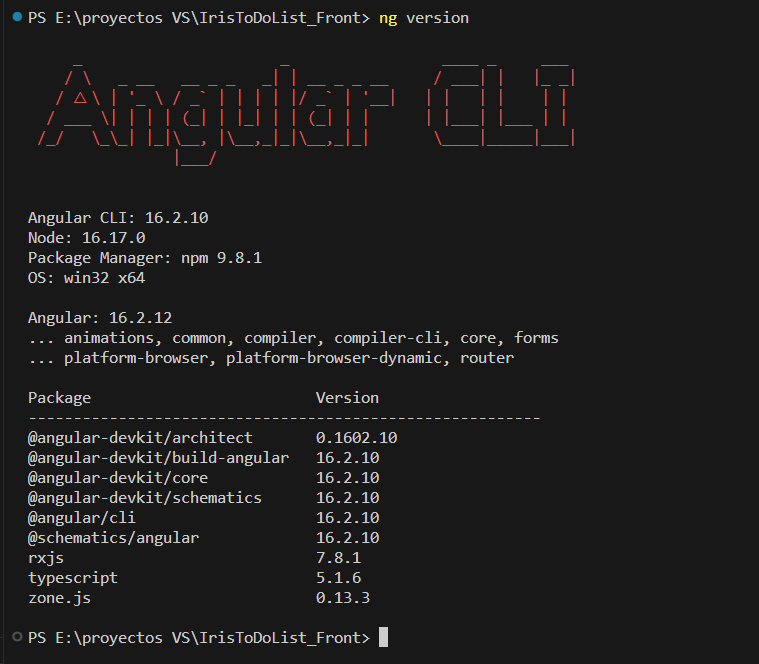 PS E:\proyectos VS\IrisToDoList_Front> ng version
Angular CLI
Angular CLI: 16.2.10
Node: 16.17.0
Package Manager: npm 9.8.1
OS: win32 x64
Angular: 16.2.12
... animations, common, compiler, compiler-cli, core, forms
... platform-browser, platform-browser-dynamic, router
Package Version
---------------------------------------------------------
@angular-devkit/architect 0.1602.10
@angular-devkit/build-angular 16.2.10
@angular-devkit/core 16.2.10
@angular-devkit/schematics 16.2.10
@angular/cli 16.2.10
@schematics/angular 16.2.10
rxjs 7.8.1
typescript 5.1.6
zone.js 0.13.3
PS E:\proyectos VS\IrisToDoList_Front>